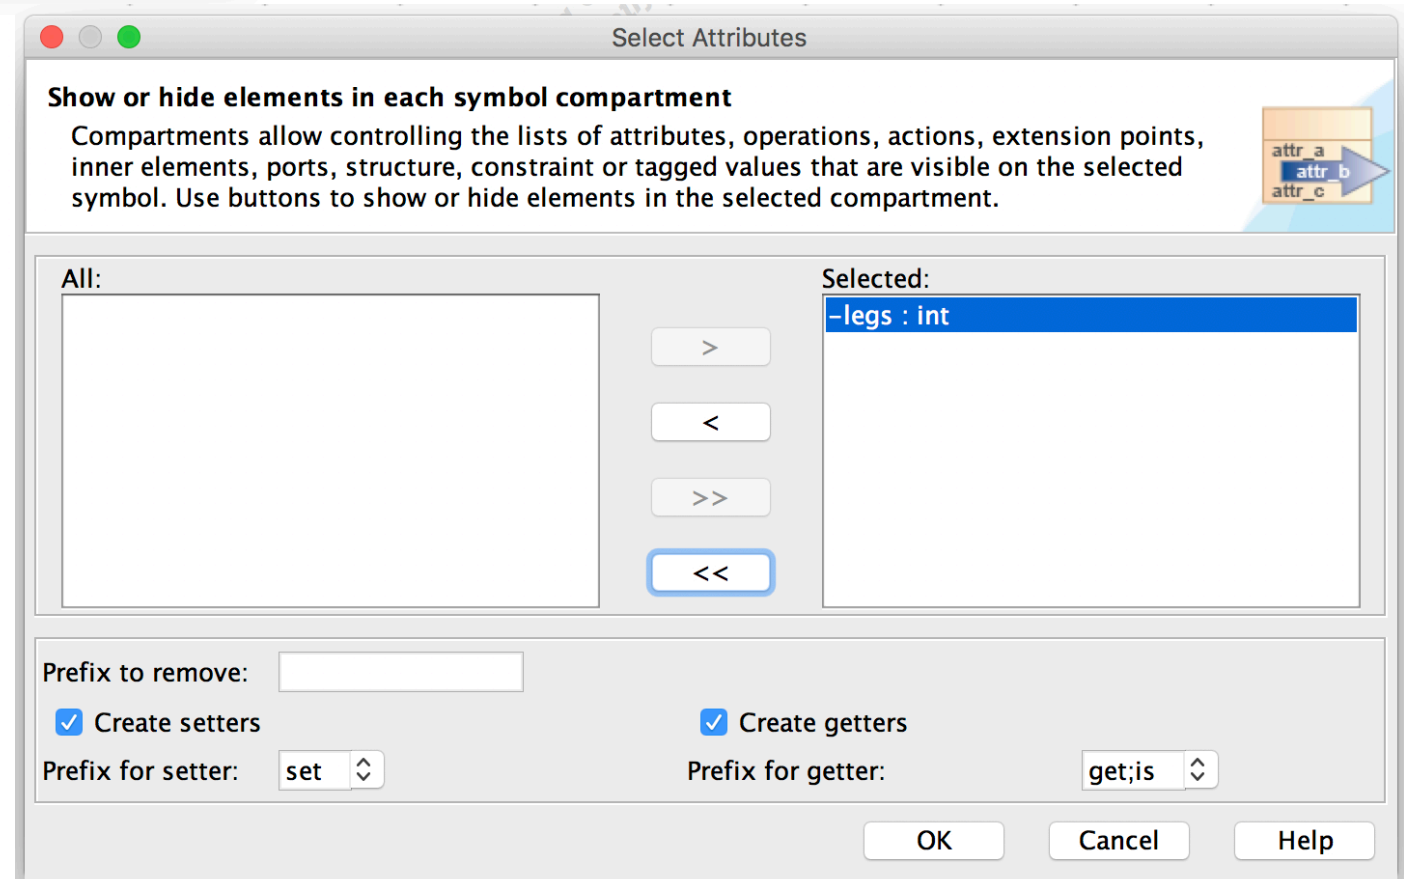 Select Attributes
Show or hide elements in each symbol compartment
Compartments allow controlling the lists of attributes, operations, actions, extension points,
inner elements, ports, structure, constraint or tagged values that are visible on the selected
symbol. Use buttons to show or hide elements in the selected compartment.
attr_a
attr_b
attr_c
All:
Selected:
-legs : int
>
<
>>
<<
Prefix to remove:
Create setters
Create getters
Prefix for setter: set
Prefix for getter: get;is
OK
Cancel
Help